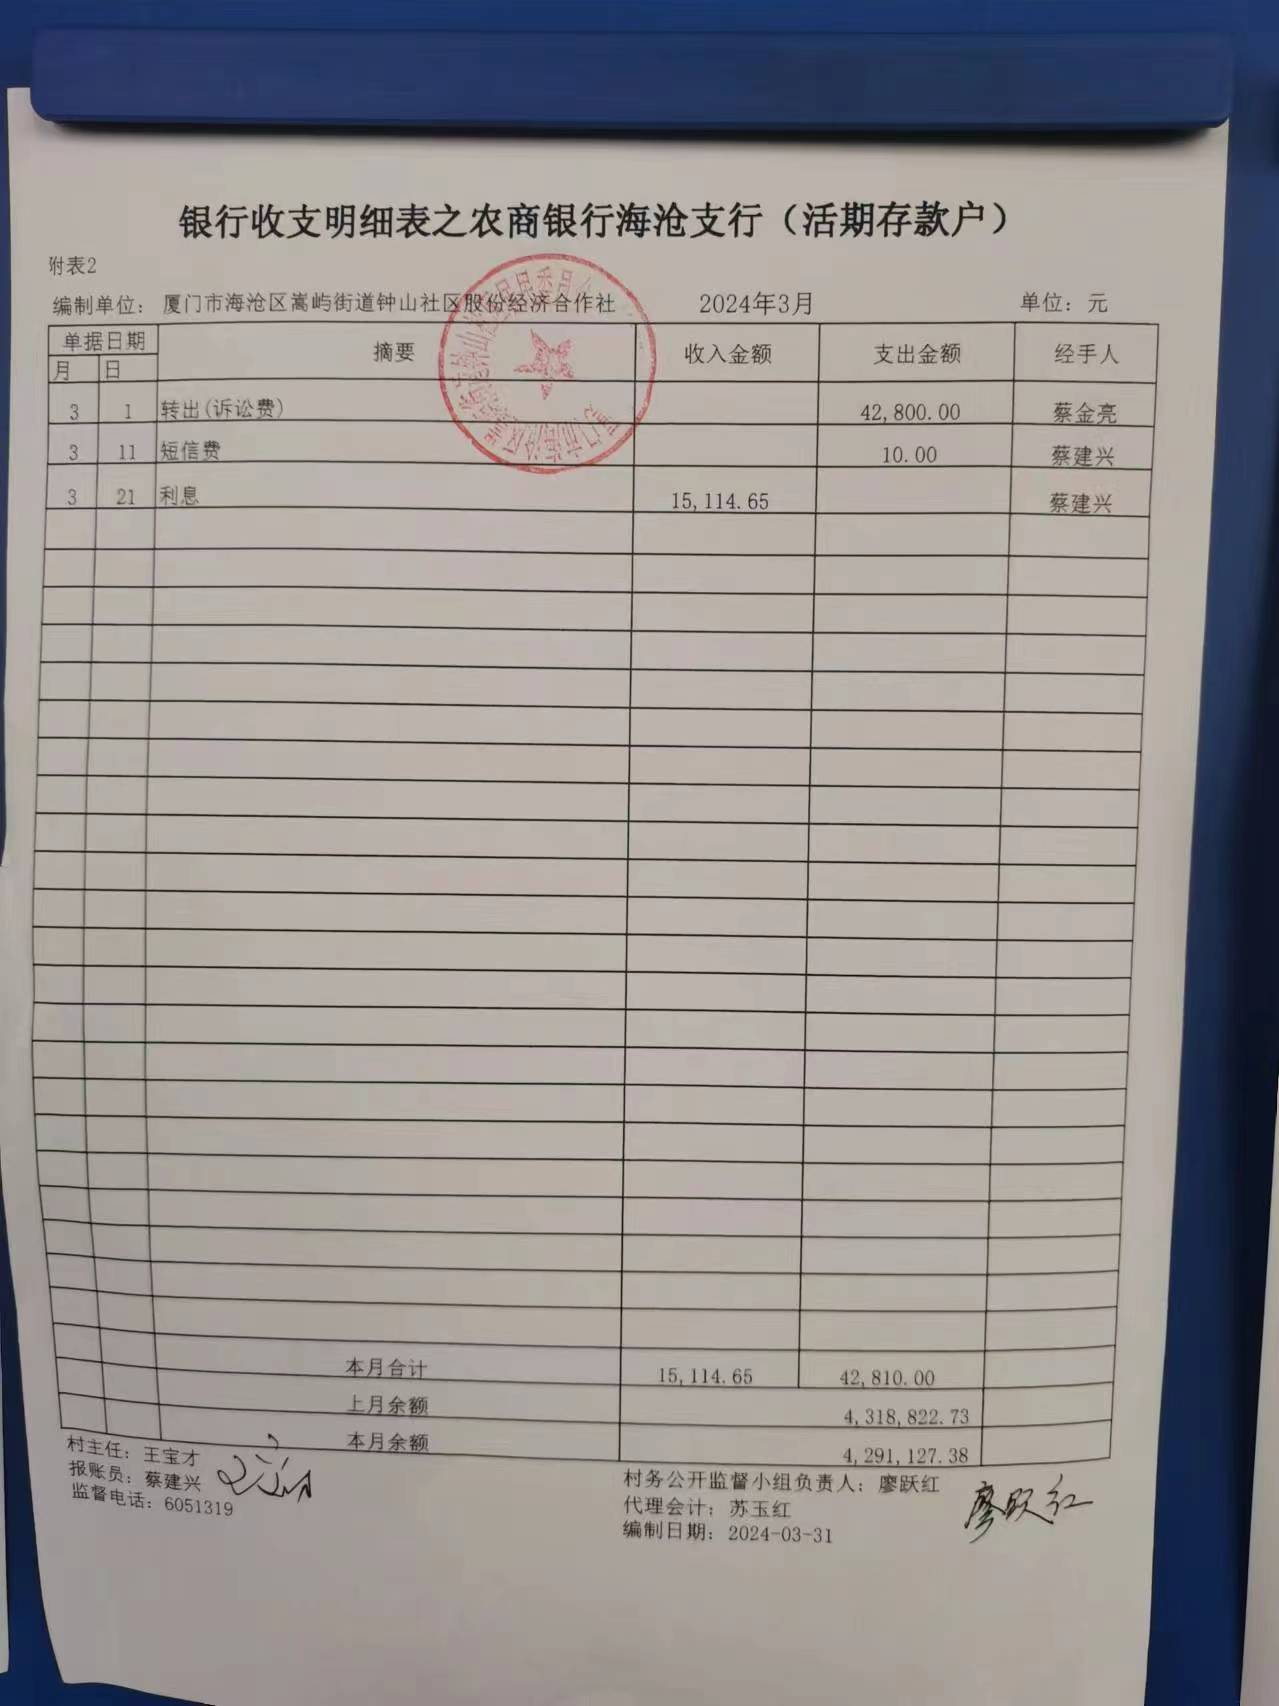 银行收支明细表之农商银行海沧支行（活期存款户）
附表2
编制单位： 厦门市海沧区嵩屿街道钟山社区股份经济合作社 2024年3月 单位：元
单据日期 摘要 收入金额 支出金额 经手人
月 日
3 1 转出(诉讼费) 42,800.00 蔡金亮
3 11 短信费 10.00 蔡建兴
3 21 利息 15,114.65 蔡建兴
本月合计 15,114.65 42,810.00
上月余额 4,318,822.73
本月余额 4,291,127.38
村主任：王宝才
报账员：蔡建兴
监督电话：6051319
村务公开监督小组负责人：廖跃红
代理会计：苏玉红
编制日期：2024-03-31
廖跃红